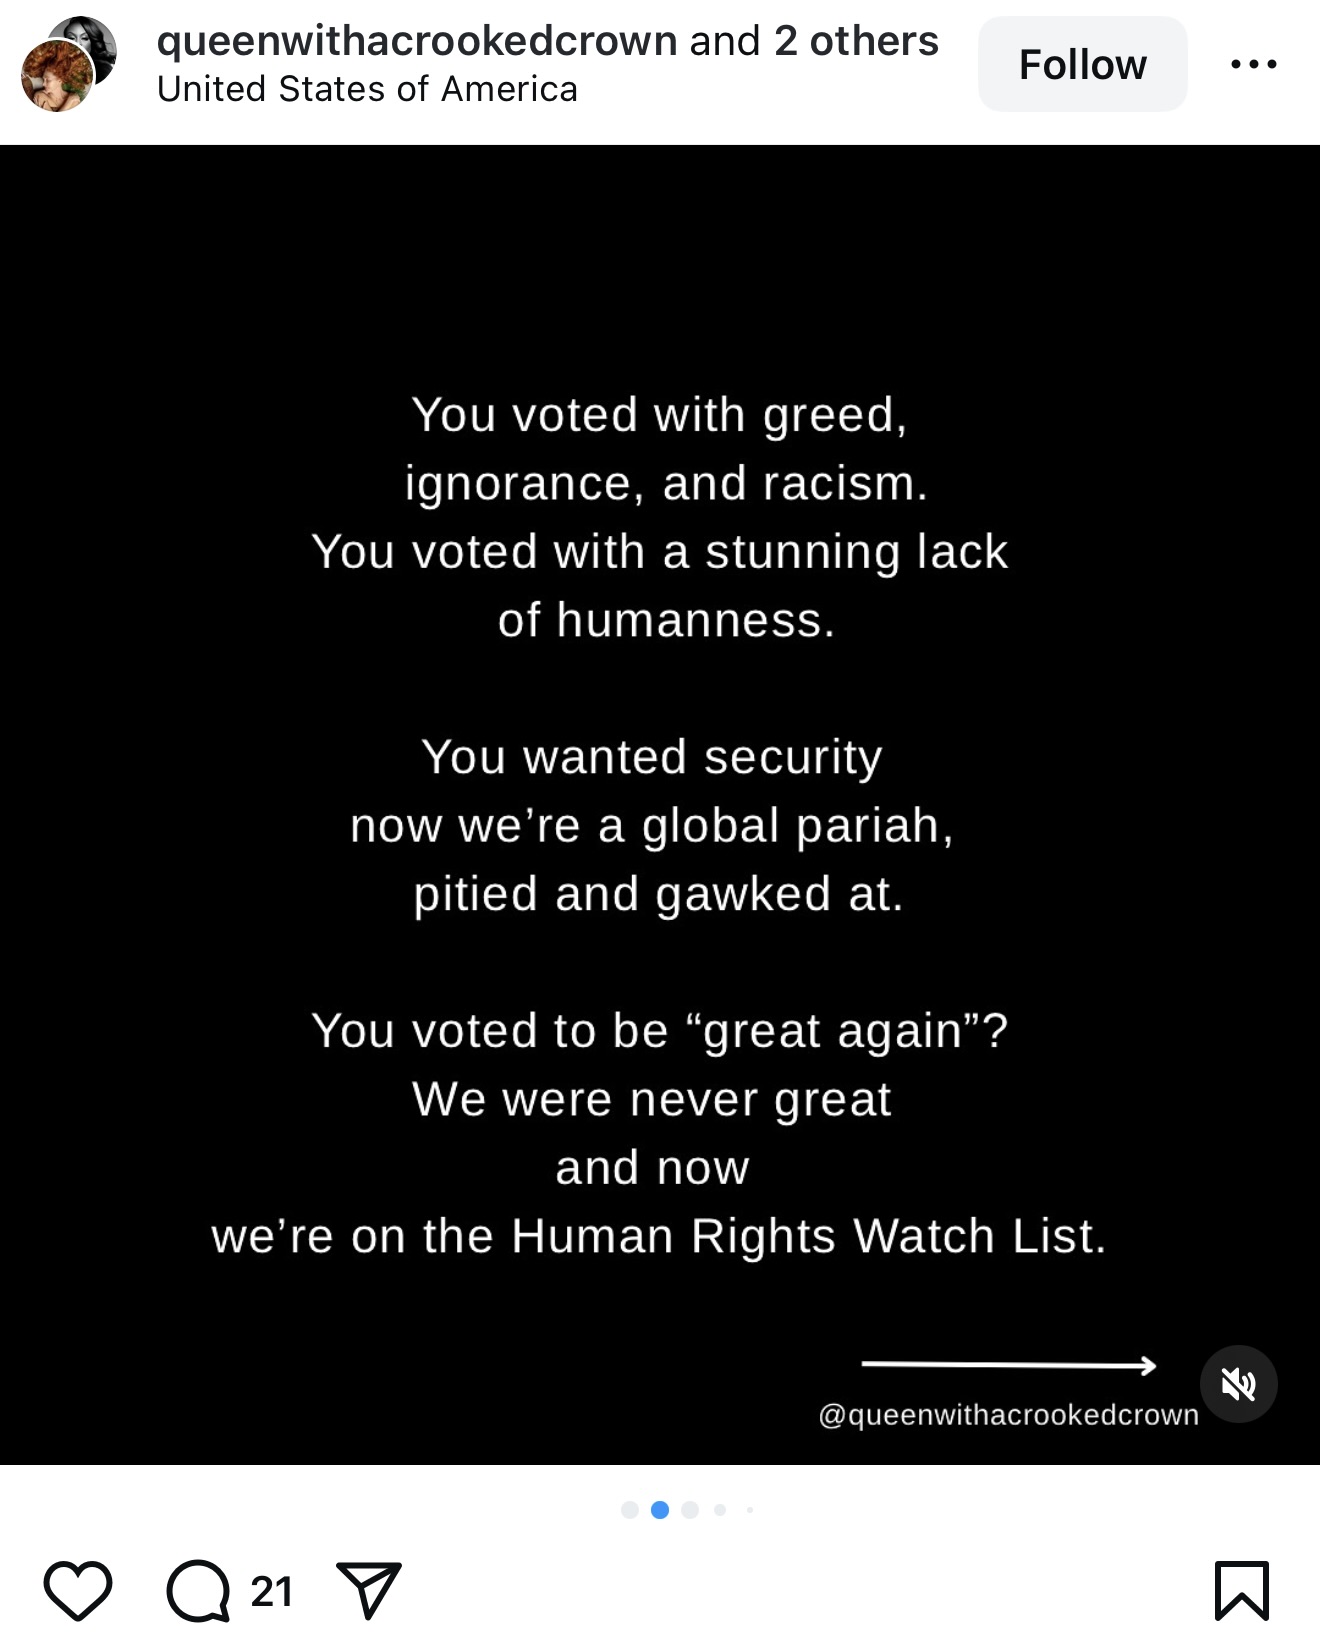 queenwithacrookedcrown and 2 others
United States of America
Follow
You voted with greed,
ignorance, and racism.
You voted with a stunning lack
of humanness.
You wanted security
now we’re a global pariah,
pitied and gawked at.
You voted to be “great again”?
We were never great
and now
we’re on the Human Rights Watch List.
@queenwithacrookedcrown
21